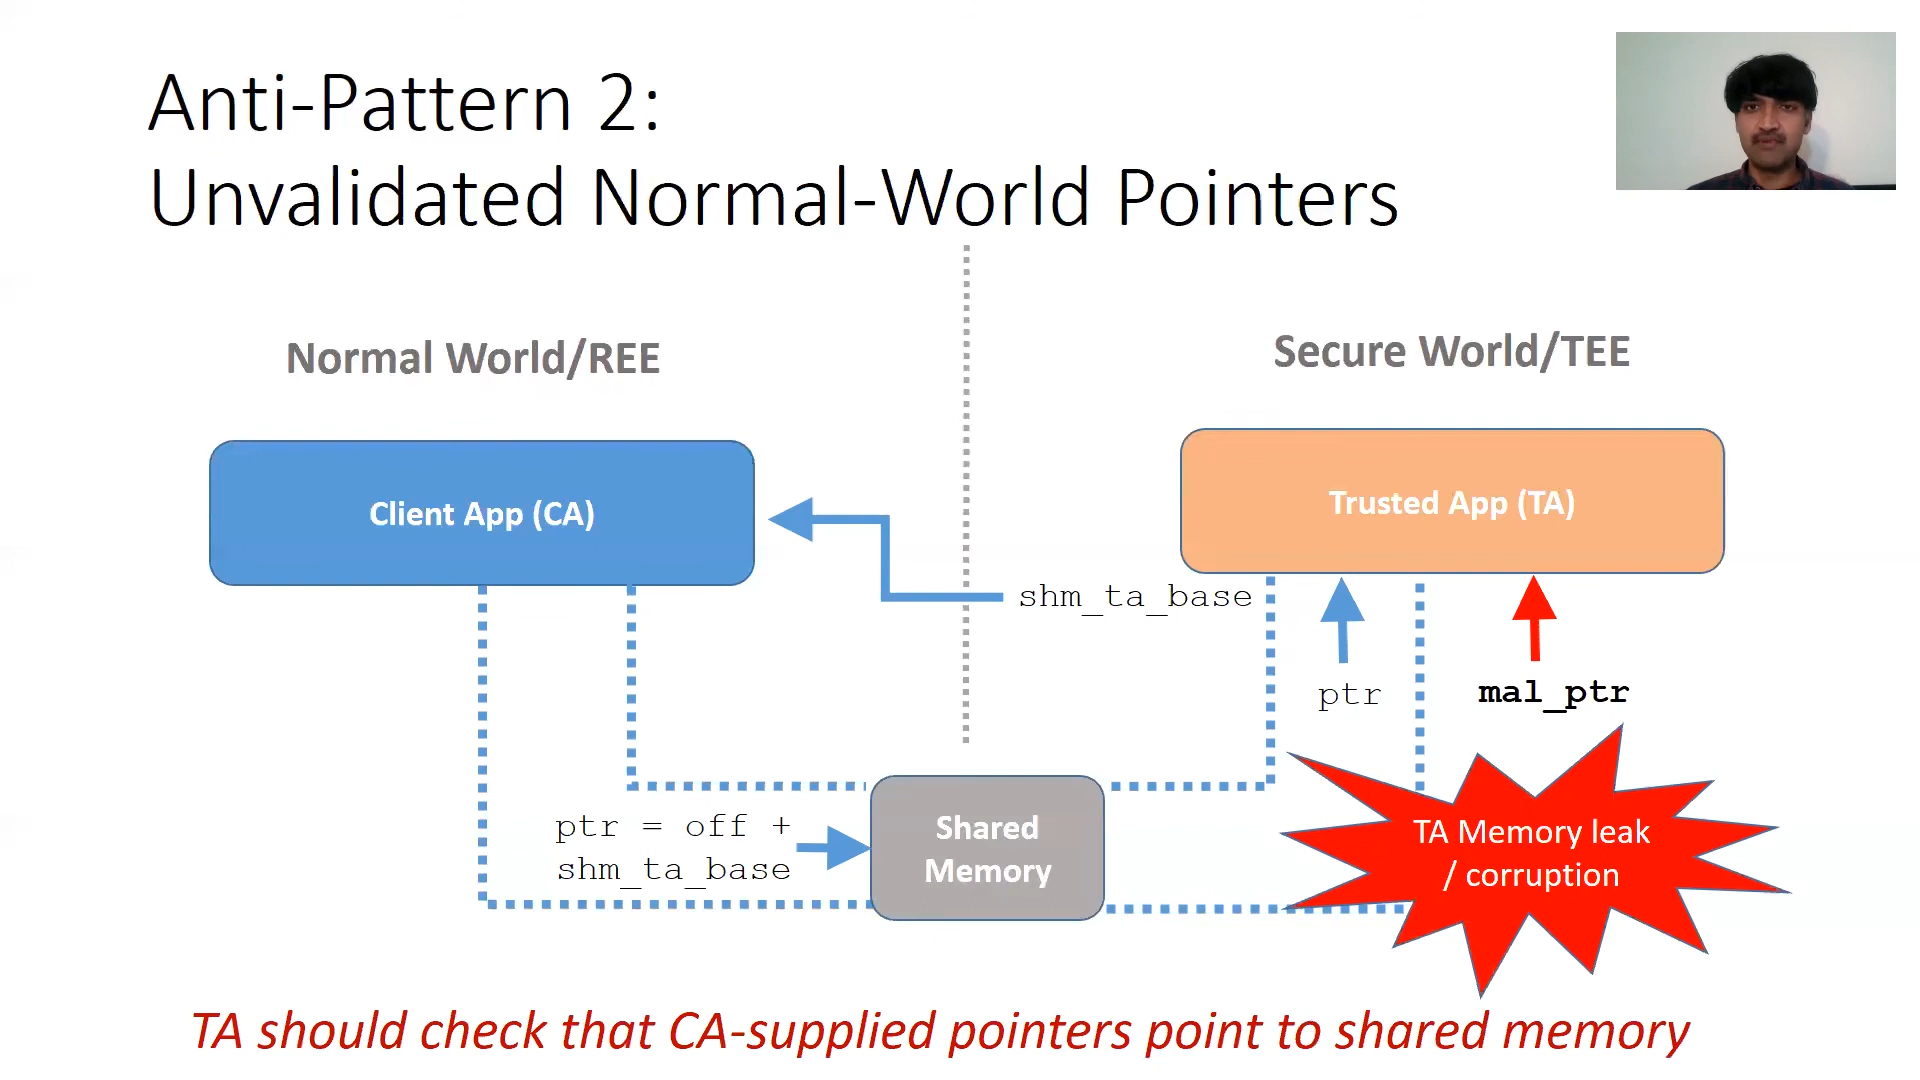 Anti-Pattern 2:
Unvalidated Normal-World Pointers
Normal World/REE
Secure World/TEE
Client App (CA)
Trusted App (TA)
shm_ta_base
ptr
mal_ptr
ptr = off +
shm_ta_base
Shared
Memory
TA Memory leak
/ corruption
TA should check that CA-supplied pointers point to shared memory